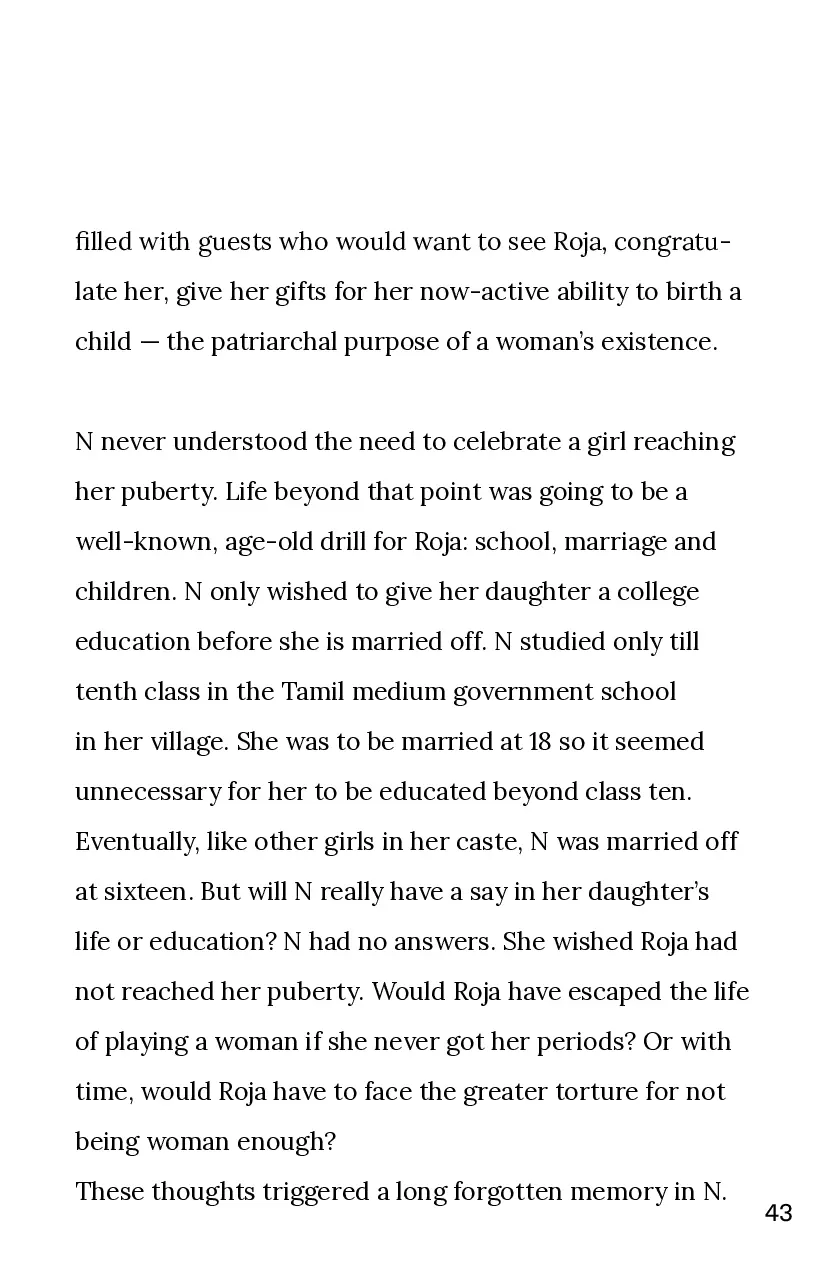 filled with guests who would want to see Roja, congratu-
late her, give her gifts for her now-active ability to birth a
child — the patriarchal purpose of a woman’s existence.
N never understood the need to celebrate a girl reaching
her puberty. Life beyond that point was going to be a
well-known, age-old drill for Roja: school, marriage and
children. N only wished to give her daughter a college
education before she is married off. N studied only till
tenth class in the Tamil medium government school
in her village. She was to be married at 18 so it seemed
unnecessary for her to be educated beyond class ten.
Eventually, like other girls in her caste, N was married off
at sixteen. But will N really have a say in her daughter’s
life or education? N had no answers. She wished Roja had
not reached her puberty. Would Roja have escaped the life
of playing a woman if she never got her periods? Or with
time, would Roja have to face the greater torture for not
being woman enough?
These thoughts triggered a long forgotten memory in N.
43